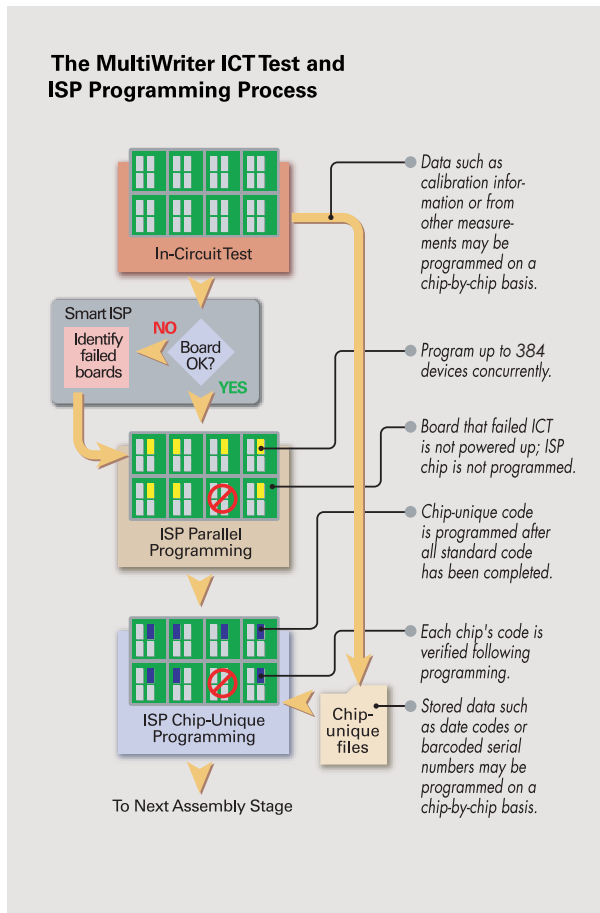 The MultiWriter ICT Test and
ISP Programming Process
In-Circuit Test
Data such as
calibration infor-
mation or from
other measure-
ments may be
programmed on a
chip-by-chip basis.
Smart ISP
NO
Identify
failed
boards
Board
OK?
YES
Program up to 384
devices concurrently.
Board that failed ICT
is not powered up; ISP
chip is not programmed.
ISP Parallel
Programming
Chip-unique code
is programmed after
all standard code
has been completed.
Each chip's code is
verified following
programming.
ISP Chip-Unique
Programming
Chip-
unique
files
Stored data such
as date codes or
barcoded serial
numbers may be
programmed on a
chip-by-chip basis.
To Next Assembly Stage